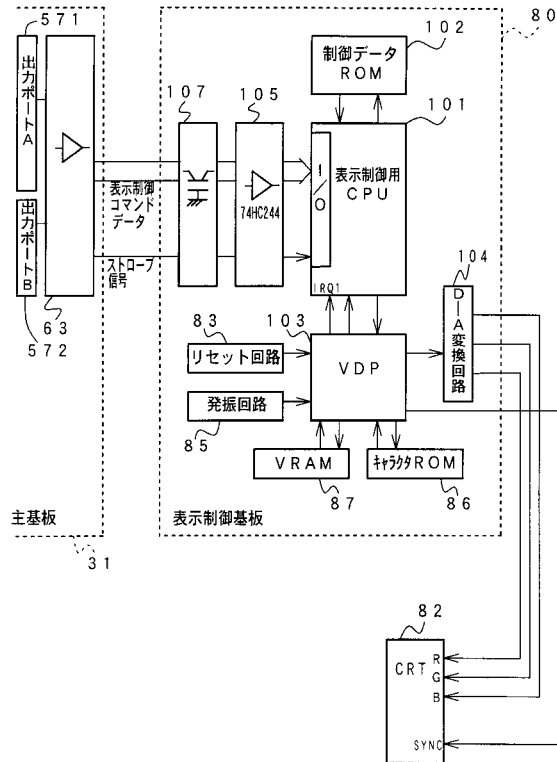 571
80
出力ポートA
出力ポートB
63
572
主基板
31
表示制御
コマンド
データ
ストローブ
信号
107
105
74HC244
102
制御データ
ROM
101
I/O
表示制御用
CPU
IRQ1
103
VDP
83
リセット回路
発振回路
85
VRAM
87
キャラクタROM
86
104
D－A変換回路
表示制御基板
82
CRT
R
G
B
SYNC